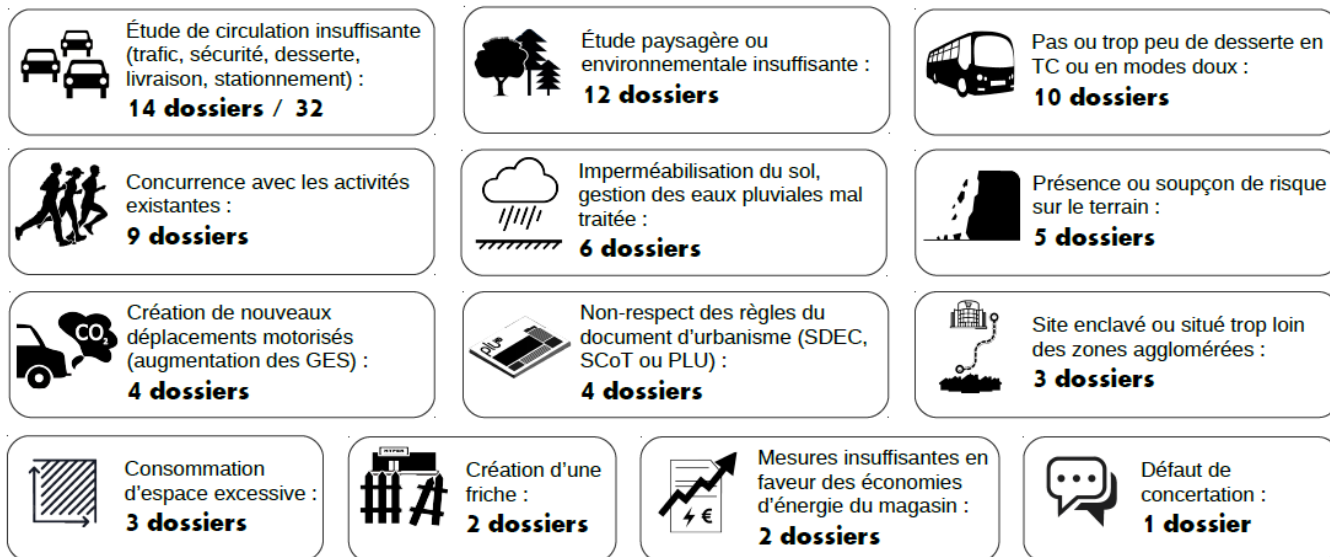 Étude de circulation insuffisante
(trafic, sécurité, desserte,
livraison, stationnement) :
14 dossiers / 32
Étude paysagère ou
environnementale insuffisante :
12 dossiers
Pas ou trop peu de desserte en
TC ou en modes doux :
10 dossiers
Concurrence avec les activités
existantes :
9 dossiers
Imperméabilisation du sol,
gestion des eaux pluviales mal
traitée :
6 dossiers
Présence ou soupçon de risque
sur le terrain :
5 dossiers
CO2
Création de nouveaux
déplacements motorisés
(augmentation des GES) :
4 dossiers
plu
Non-respect des règles du
document d'urbanisme (SDEC,
SCoT ou PLU) :
4 dossiers
Site enclavé ou situé trop loin
des zones agglomérées :
3 dossiers
Consommation
d'espace excessive :
3 dossiers
Création d'une
friche :
2 dossiers
€
Mesures insuffisantes en
faveur des économies
d'énergie du magasin :
2 dossiers
Défaut de
concertation :
1 dossier